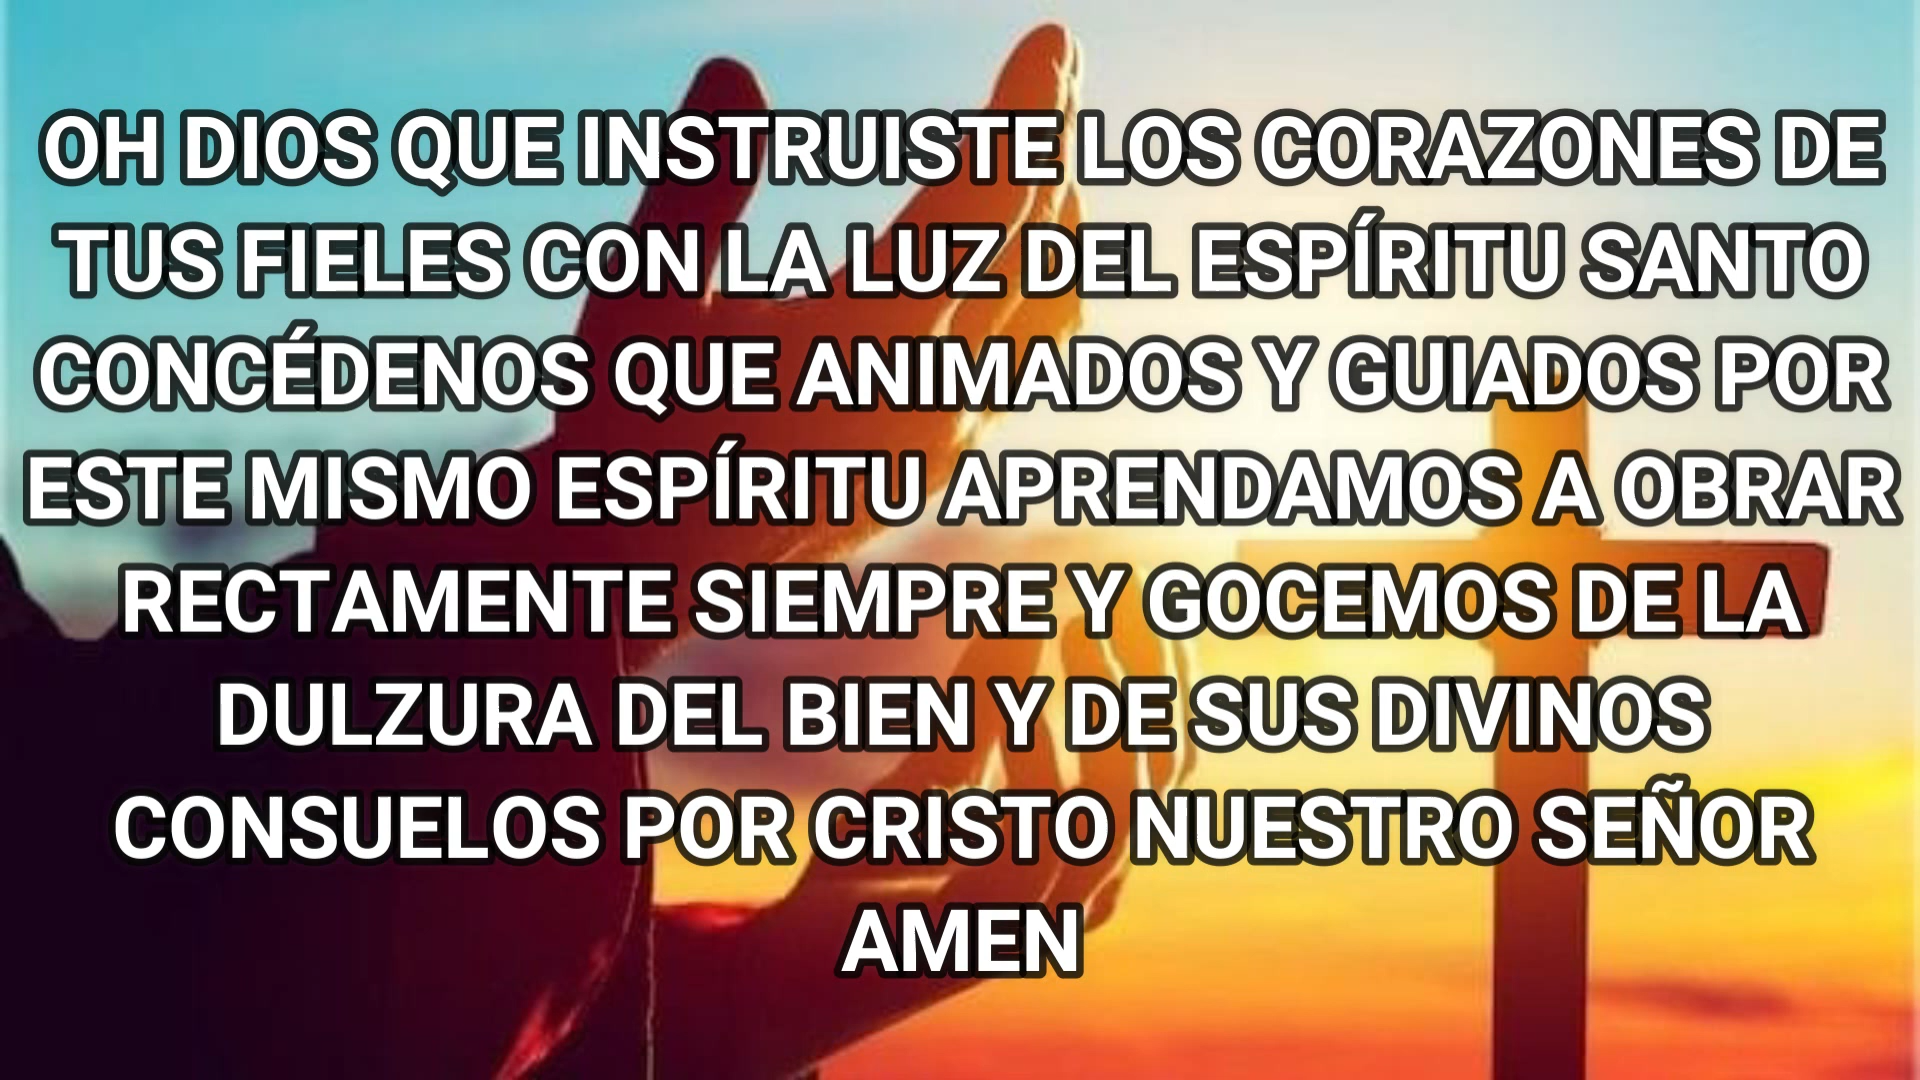 OH DIOS QUE INSTRUISTE LOS CORAZONES DE
TUS FIELES CON LA LUZ DEL ESPÍRITU SANTO
CONCÉDENOS QUE ANIMADOS Y GUIADOS POR
ESTE MISMO ESPÍRITU APRENDAMOS A OBRAR
RECTAMENTE SIEMPRE Y GOCEMOS DE LA
DULZURA DEL BIEN Y DE SUS DIVINOS
CONSUELOS POR CRISTO NUESTRO SEÑOR
AMEN